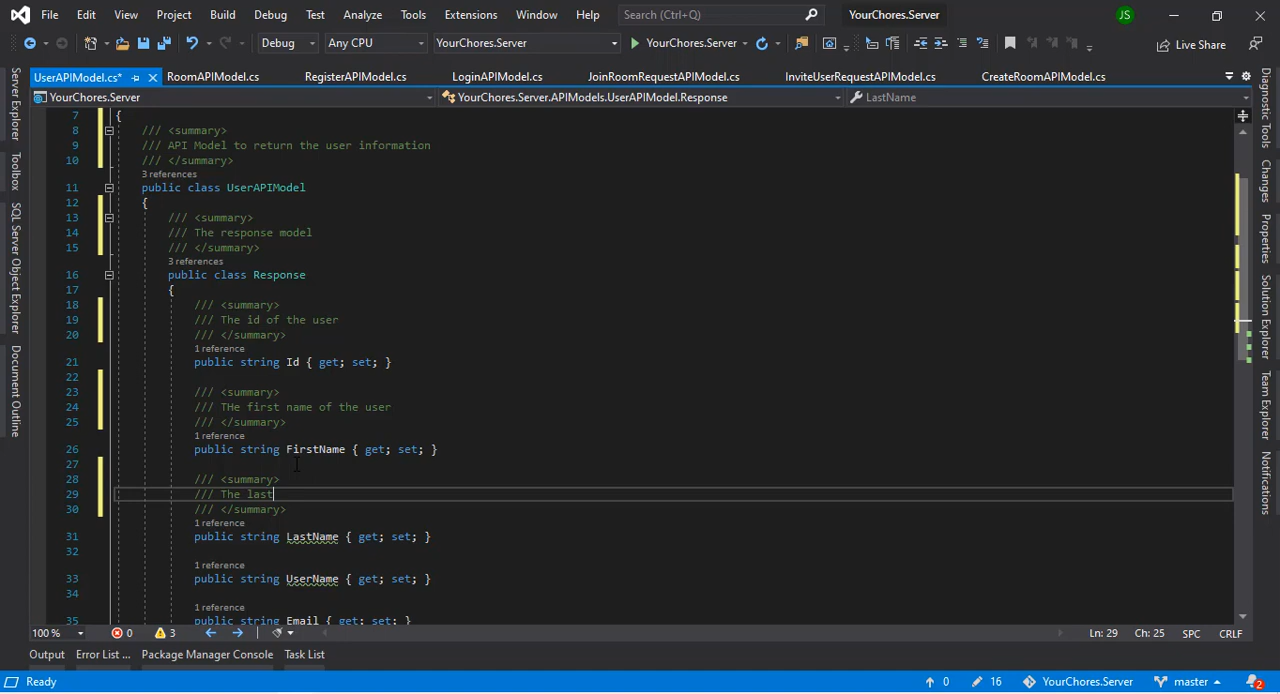 File Edit View Project Build Debug Test Analyze Tools Extensions Window Help Search (Ctrl+Q) YourChores.Server JS
Debug Any CPU YourChores.Server YourChores.Server Live Share
UserAPIModel.cs* RoomAPIModel.cs RegisterAPIModel.cs LoginAPIModel.cs JoinRoomRequestAPIModel.cs InviteUserRequestAPIModel.cs CreateRoomAPIModel.cs
YourChores.Server YourChores.Server.APIModels.UserAPIModel.Response LastName
Server Explorer
Toolbox
SQL Server Object Explorer
Document Outline
7 {
8 /// <summary>
9 /// API Model to return the user information
10 /// </summary>
3 references
11 public class UserAPIModel
12 {
13 /// <summary>
14 /// The response model
15 /// </summary>
3 references
16 public class Response
17 {
18 /// <summary>
19 /// The id of the user
20 /// </summary>
1 reference
21 public string Id { get; set; }
22
23 /// <summary>
24 /// THe first name of the user
25 /// </summary>
1 reference
26 public string FirstName { get; set; }
27
28 /// <summary>
29 /// The last
30 /// </summary>
1 reference
31 public string LastName { get; set; }
32
1 reference
33 public string UserName { get; set; }
34
1 reference
35 public string Email { get; set; }
Diagnostic Tools
Changes
Properties
Solution Explorer
Team Explorer
Notifications
100 % 0 3 Ln: 29 Ch: 25 SPC CRLF
Output Error List ... Package Manager Console Task List
Ready 0 16 YourChores.Server master 2